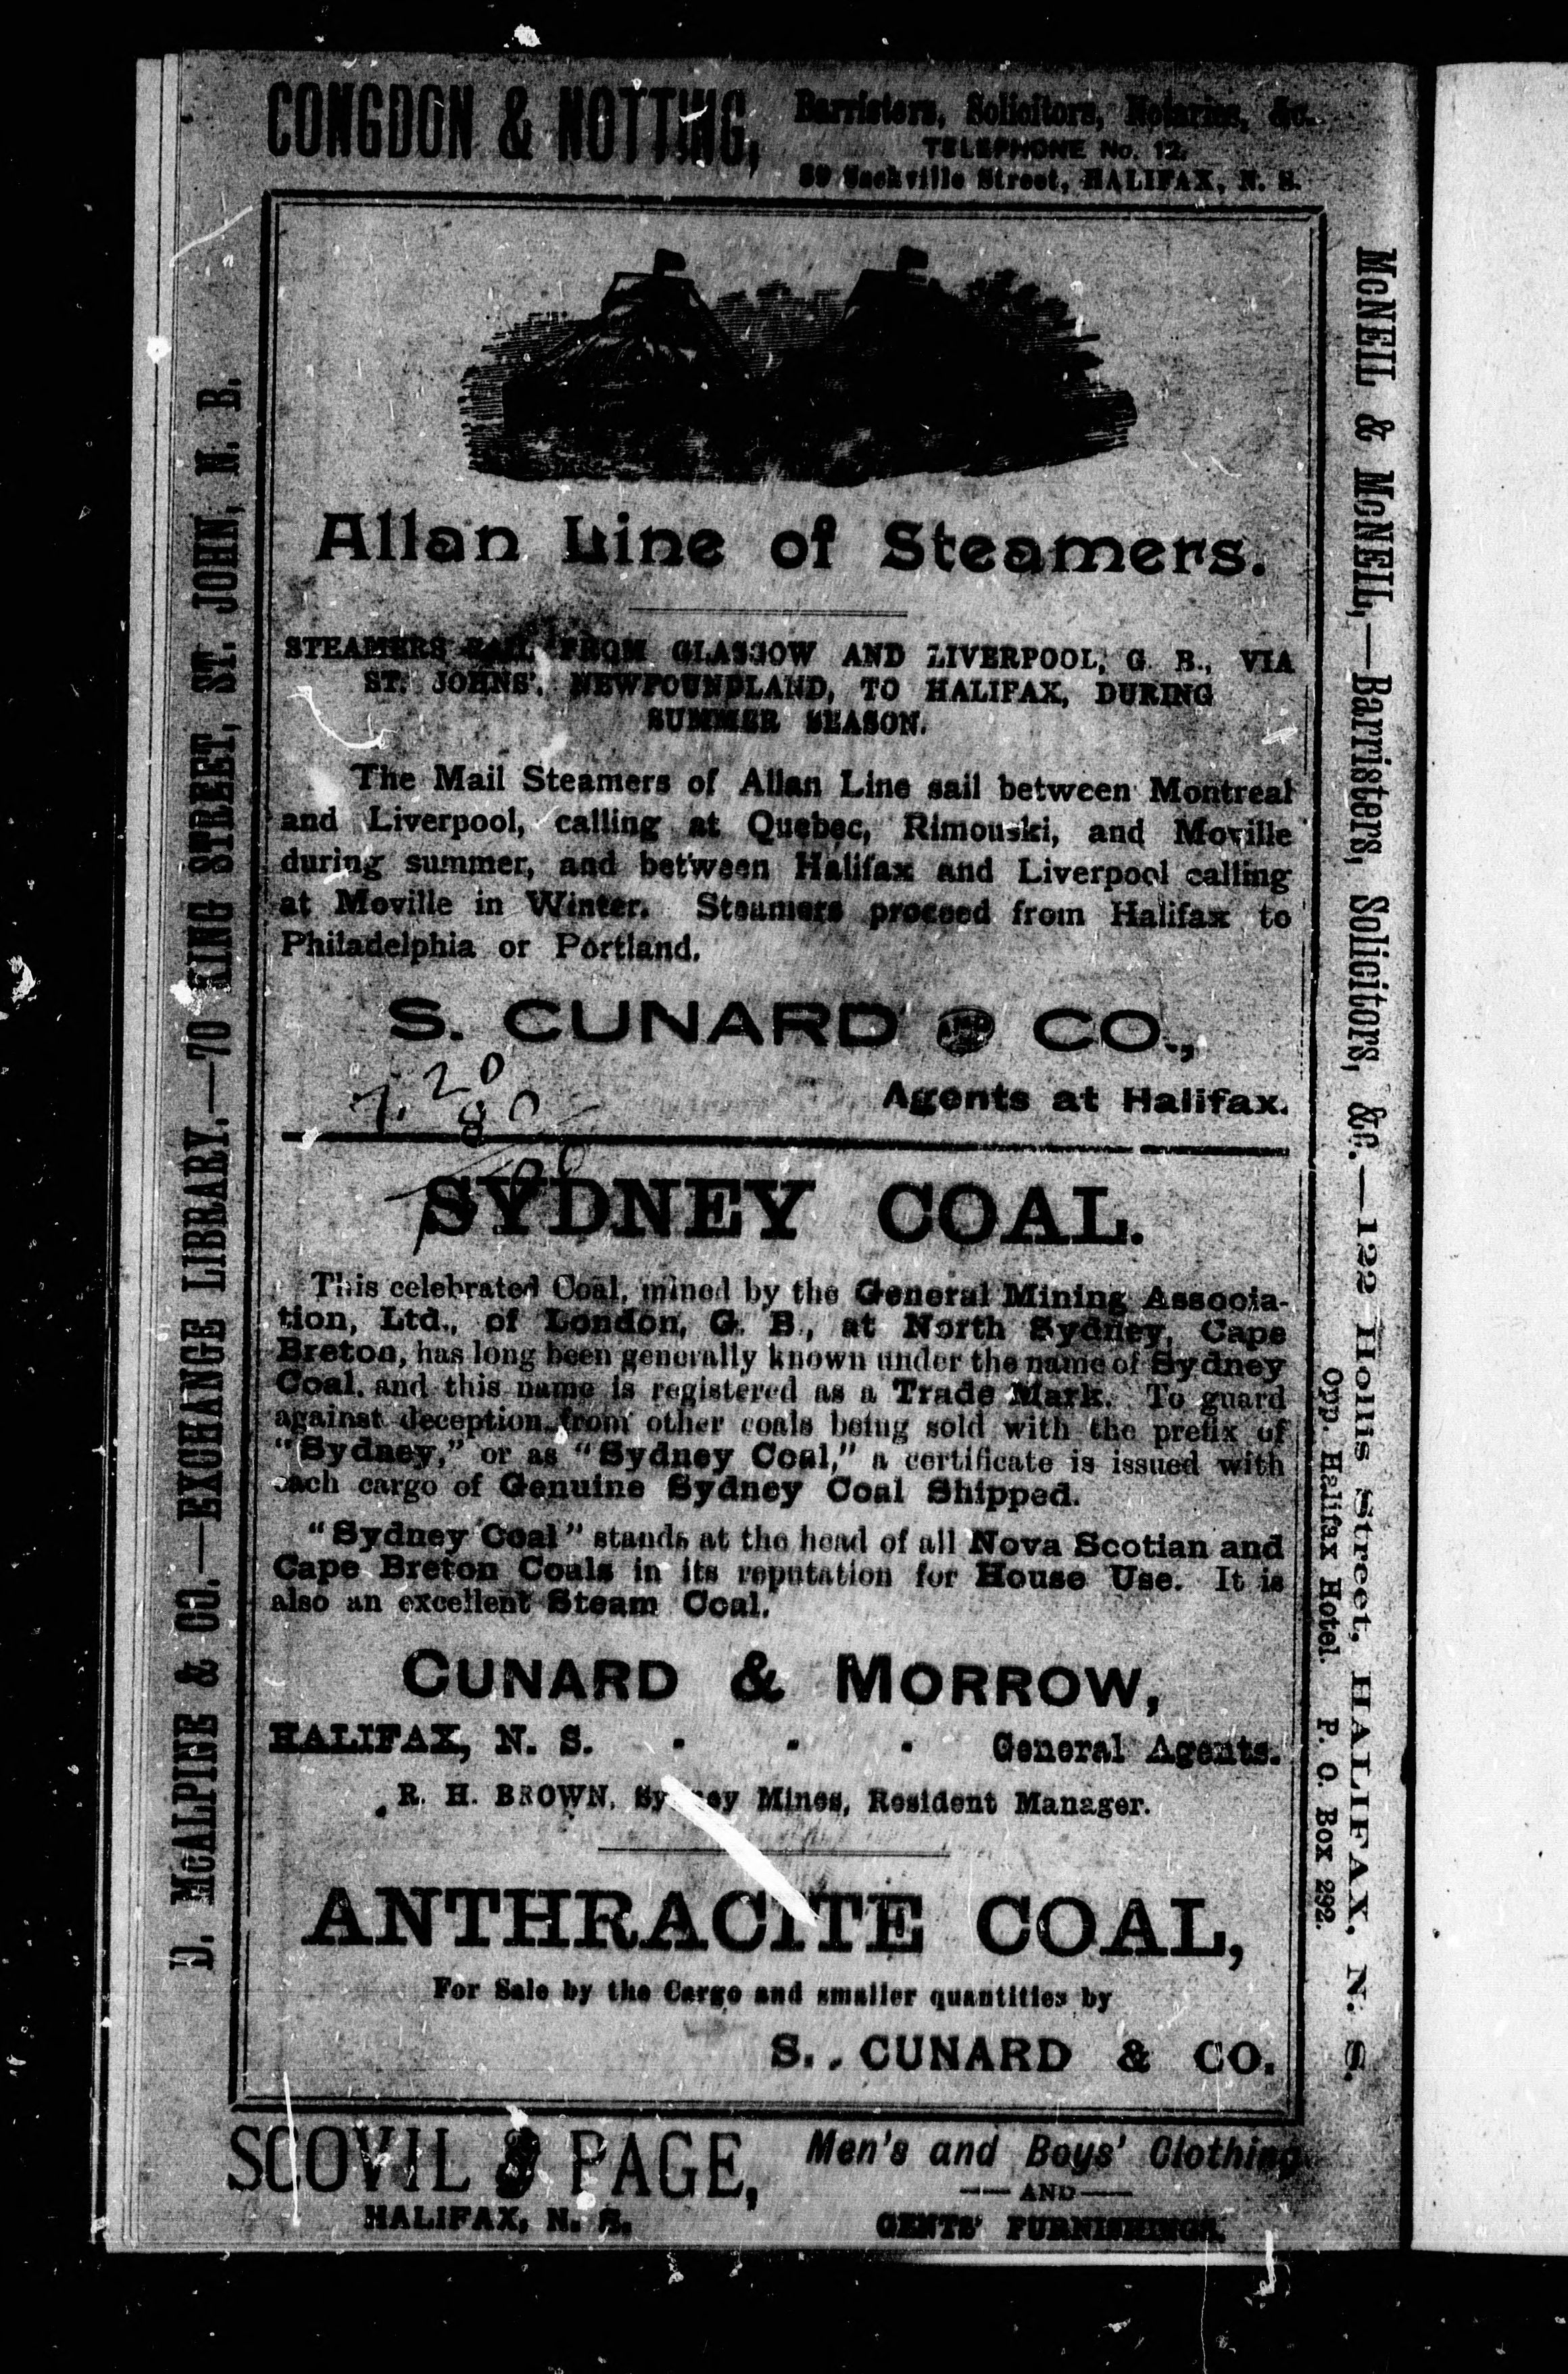 CONGDON & NOTTING,
Barristers, Solicitors, Notaries, &c.
TELEPHONE No. 12.
59 Sackville Street, HALIFAX, N. S.
Allan Line of Steamers.
STEAMERS SAIL FROM GLASGOW AND LIVERPOOL, G. B., VIA
ST. JOHNS', NEWFOUNDLAND, TO HALIFAX, DURING
SUMMER SEASON.
The Mail Steamers of Allan Line sail between Montreal
and Liverpool, calling at Quebec, Rimouski, and Moville
during summer, and between Halifax and Liverpool calling
at Moville in Winter. Steamers proceed from Halifax to
Philadelphia or Portland.
S. CUNARD & CO.,
Agents at Halifax.
7. 20
80
SYDNEY COAL.
This celebrated Coal, mined by the General Mining Associa-
tion, Ltd., of London, G. B., at North Sydney, Cape
Breton, has long been generally known under the name of Sydney
Coal, and this name is registered as a Trade Mark. To guard
against deception from other coals being sold with the prefix of
"Sydney," or as "Sydney Coal," a certificate is issued with
each cargo of Genuine Sydney Coal Shipped.
"Sydney Coal" stands at the head of all Nova Scotian and
Cape Breton Coals in its reputation for House Use. It is
also an excellent Steam Coal.
CUNARD & MORROW,
HALIFAX, N. S. - - - General Agents.
R. H. BROWN, Sydney Mines, Resident Manager.
ANTHRACITE COAL,
For Sale by the Cargo and smaller quantities by
S. CUNARD & CO.
SCOVIL & PAGE,
HALIFAX, N. S.
Men's and Boys' Clothing
—AND—
GENTS' FURNISHINGS.
D. McALPINE & CO.—EXCHANGE LIBRARY.—70 KING STREET, ST. JOHN, N. B.
McNEIL & McNEIL,—Barristers, Solicitors, &c.—122 Hollis Street, HALIFAX, N. S.
Opp. Halifax Hotel. P. O. Box 292.